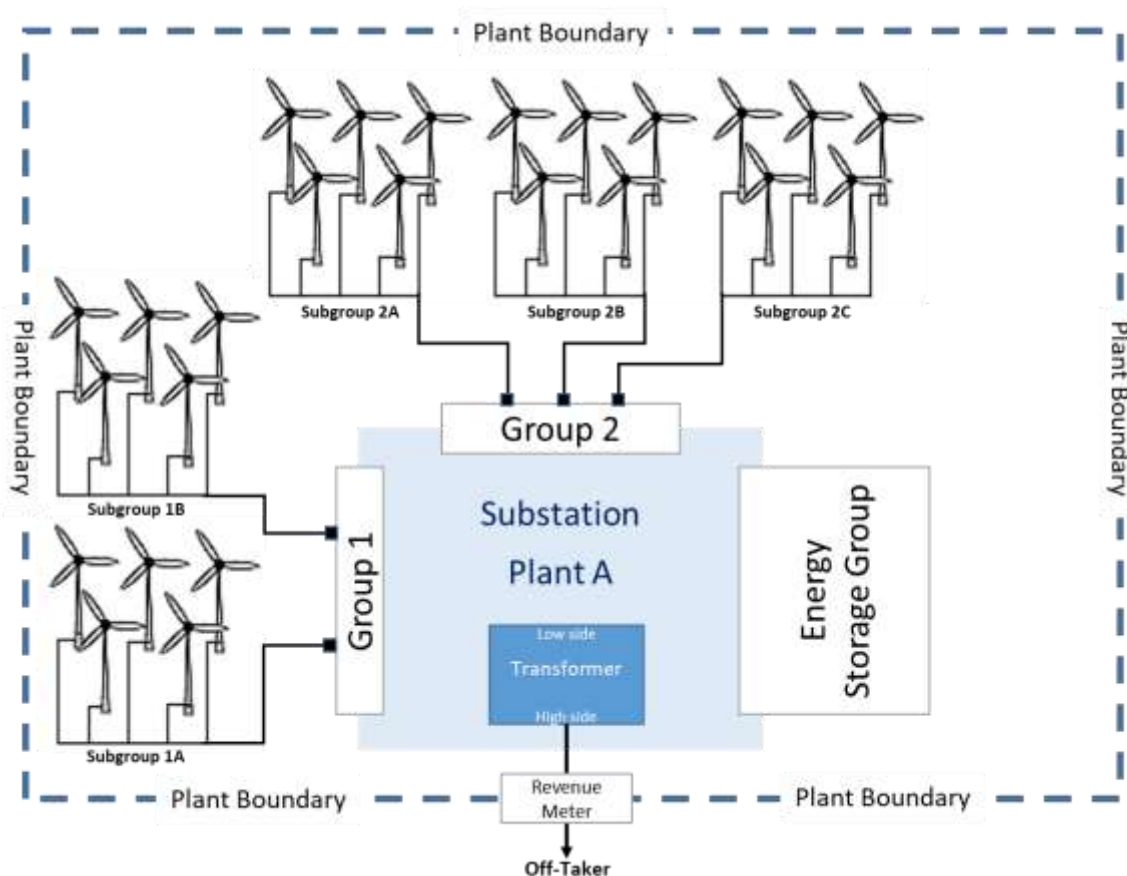 Plant Boundary
Subgroup 2A
Subgroup 2B
Subgroup 2C
Plant Boundary
Plant Boundary
Group 2
Subgroup 1B
Substation
Plant A
Group 1
Energy
Storage Group
Low side
Transformer
High side
Subgroup 1A
Plant Boundary
Revenue
Meter
Plant Boundary
Off-Taker